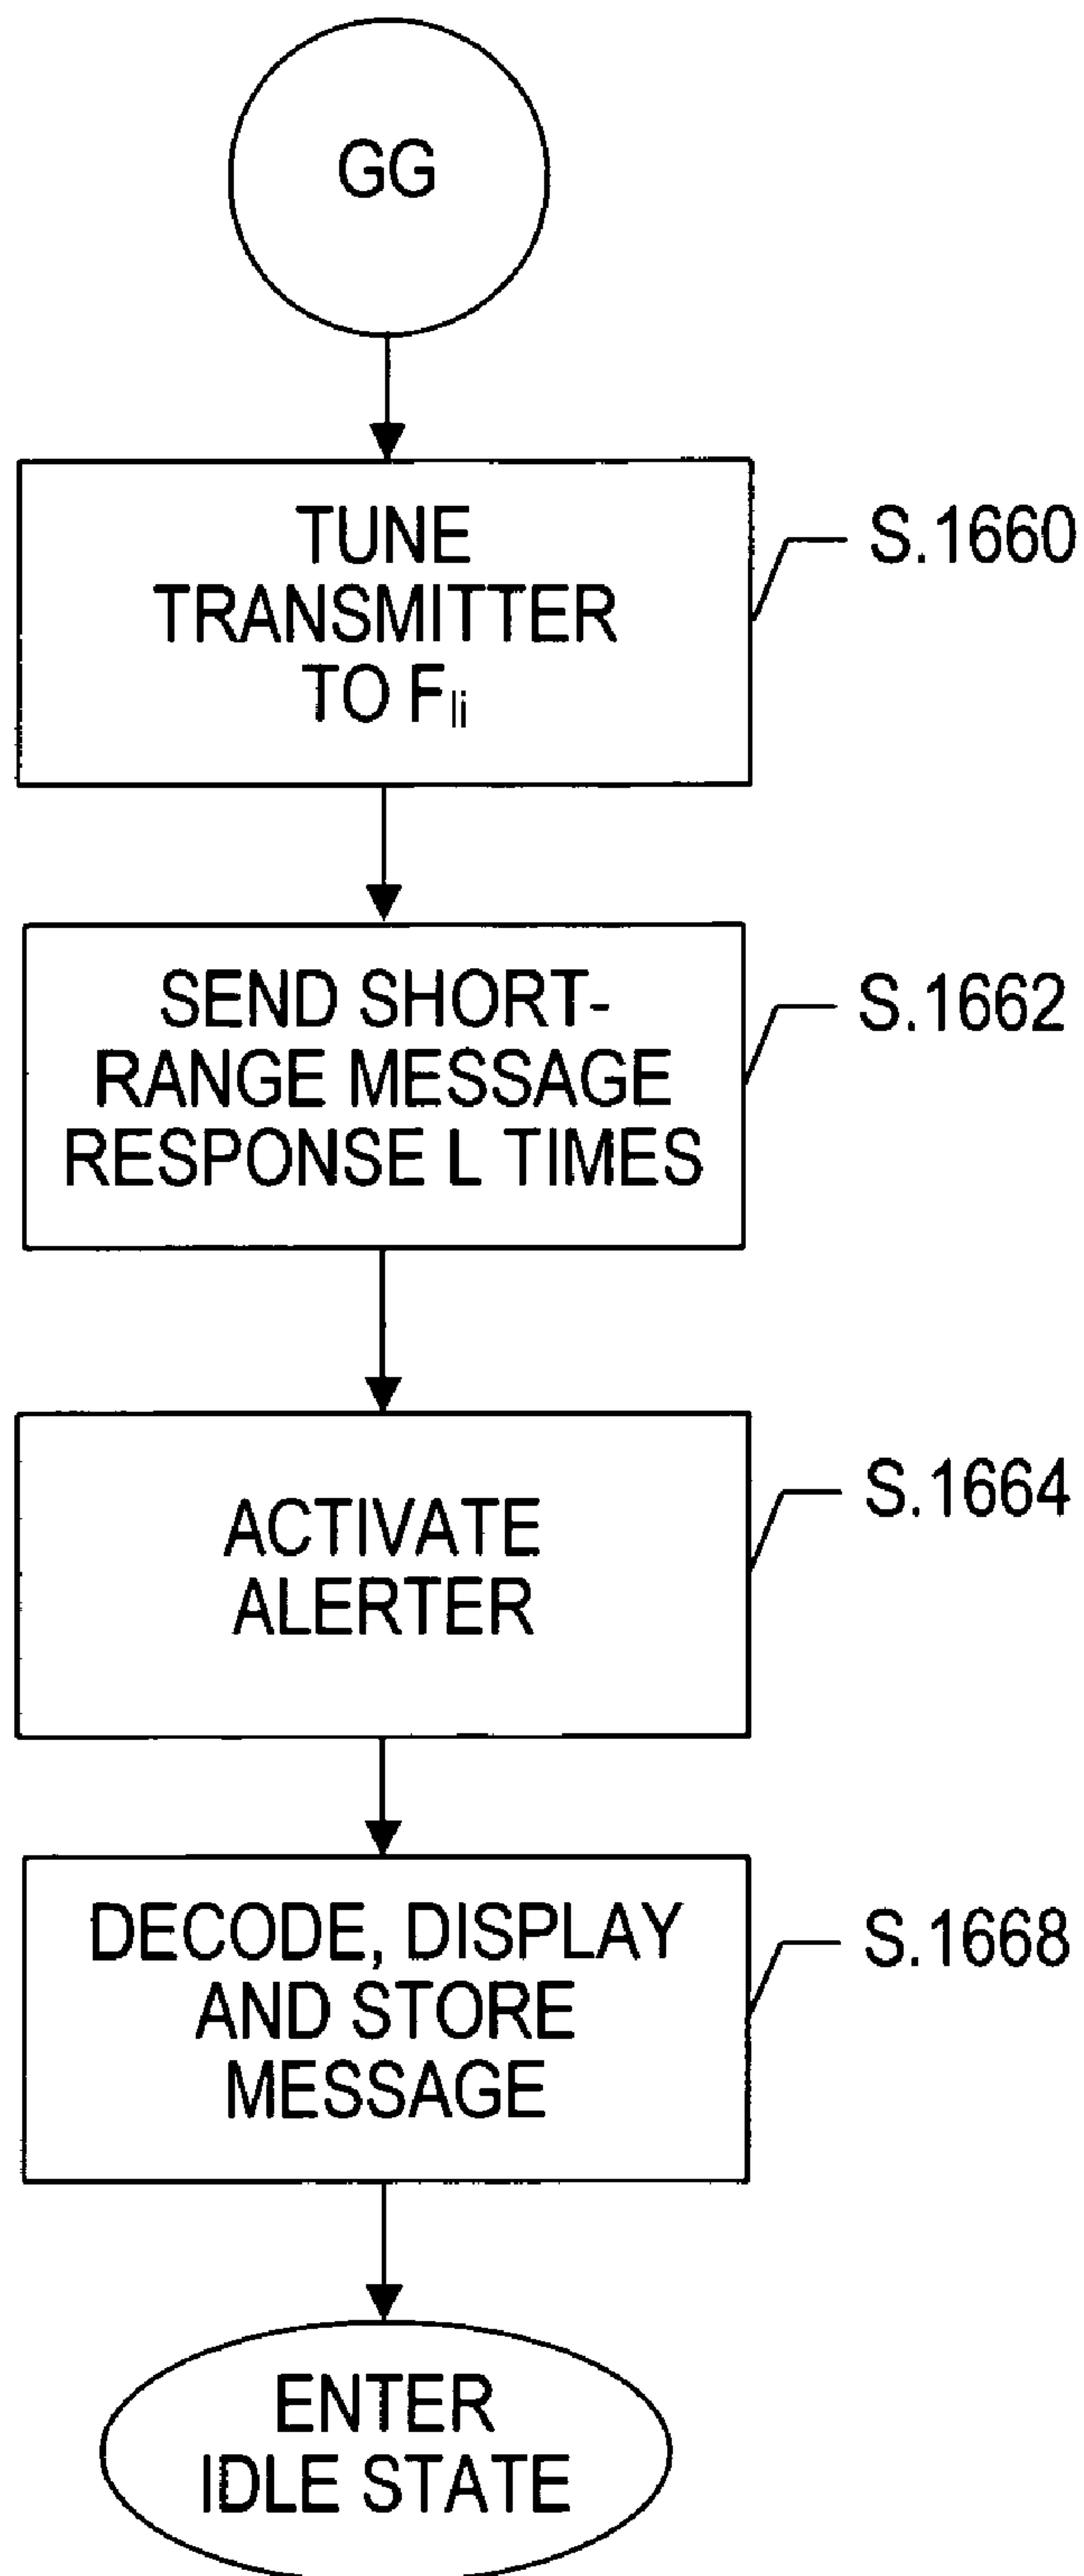 GG
TUNE
TRANSMITTER
TO Fli
S.1660
SEND SHORT-
RANGE MESSAGE
RESPONSE L TIMES
S.1662
ACTIVATE
ALERTER
S.1664
DECODE, DISPLAY
AND STORE
MESSAGE
S.1668
ENTER
IDLE STATE